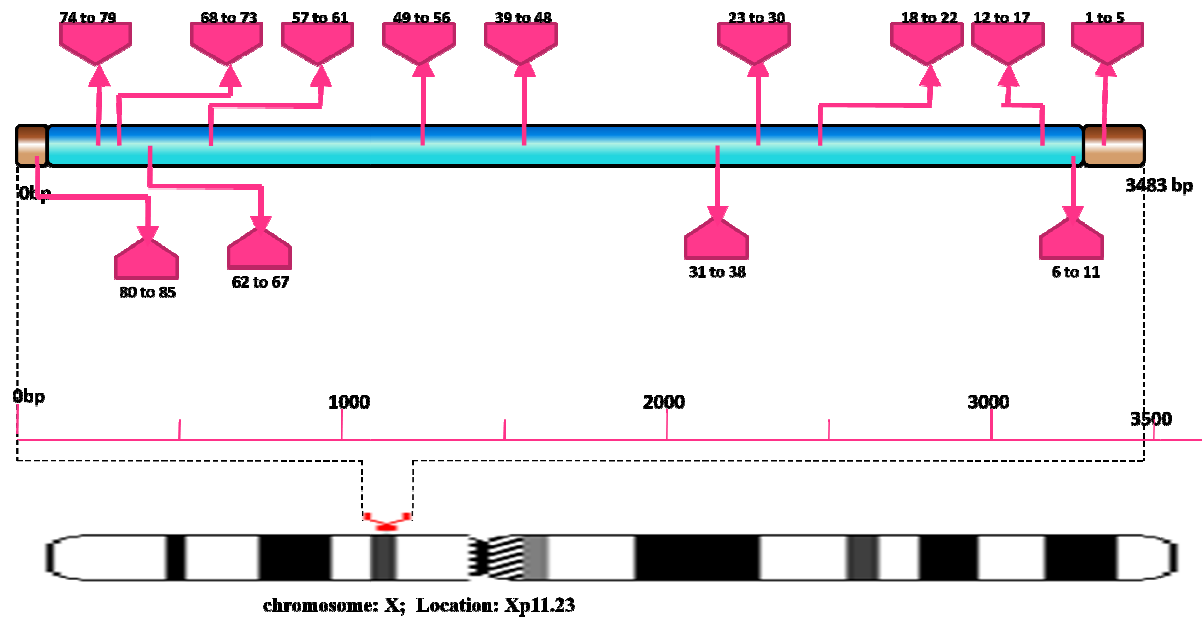 74 to 79
68 to 73
57 to 61
49 to 56
39 to 48
23 to 30
18 to 22
12 to 17
1 to 5
0bp
3483 bp
80 to 85
62 to 67
31 to 38
6 to 11
0bp
1000
2000
3000
3500
chromosome: X; Location: Xp11.23